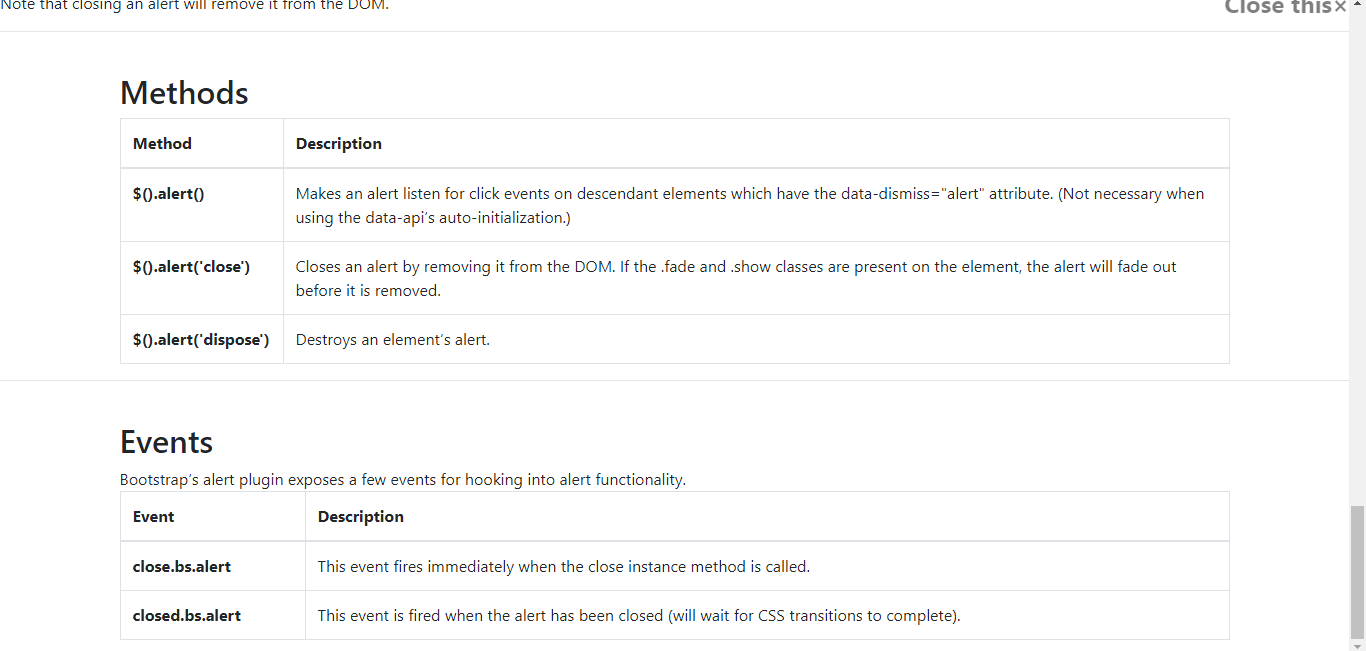 Note that closing an alert will remove it from the DOM.
Close this×
Methods
Method Description
$().alert() Makes an alert listen for click events on descendant elements which have the data-dismiss="alert" attribute. (Not necessary when
using the data-api’s auto-initialization.)
$().alert('close') Closes an alert by removing it from the DOM. If the .fade and .show classes are present on the element, the alert will fade out
before it is removed.
$().alert('dispose') Destroys an element’s alert.
Events
Bootstrap’s alert plugin exposes a few events for hooking into alert functionality.
Event Description
close.bs.alert This event fires immediately when the close instance method is called.
closed.bs.alert This event is fired when the alert has been closed (will wait for CSS transitions to complete).